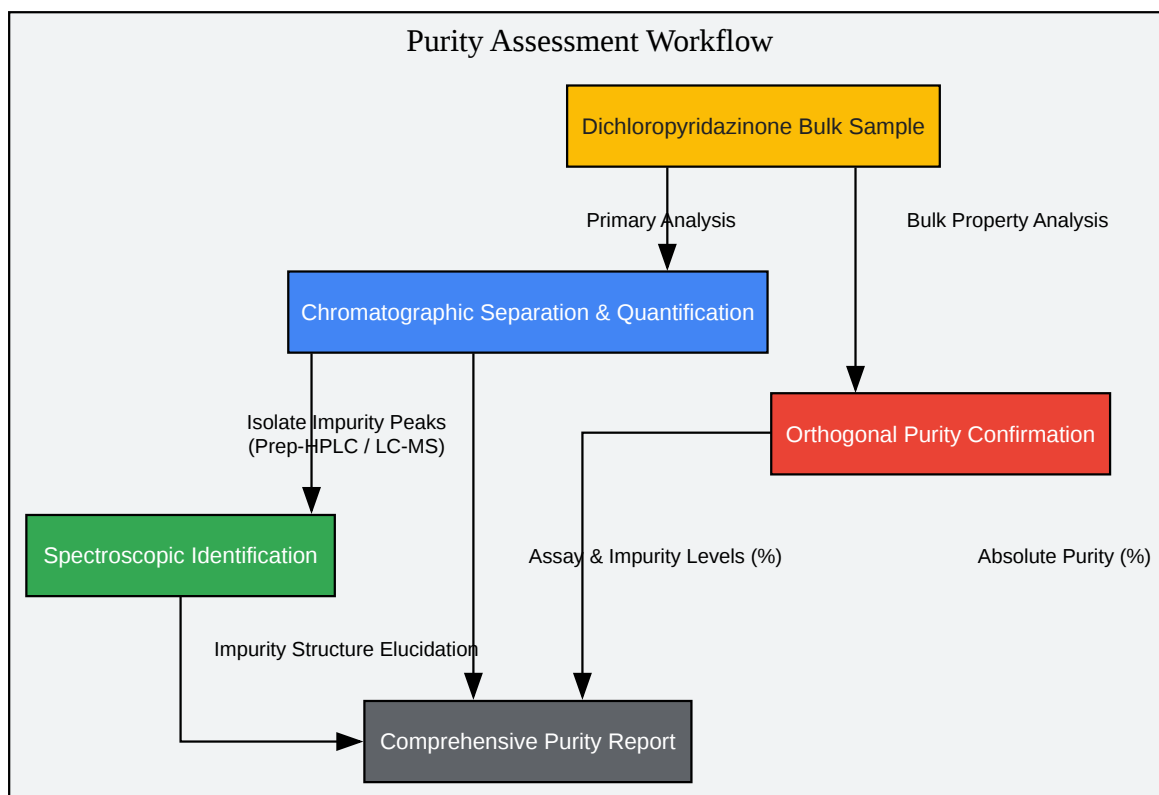 Purity Assessment Workflow
Dichloropyridazinone Bulk Sample
Primary Analysis
Bulk Property Analysis
Chromatographic Separation & Quantification
Isolate Impurity Peaks
(Prep-HPLC / LC-MS)
Orthogonal Purity Confirmation
Spectroscopic Identification
Assay & Impurity Levels (%)
Absolute Purity (%)
Impurity Structure Elucidation
Comprehensive Purity Report